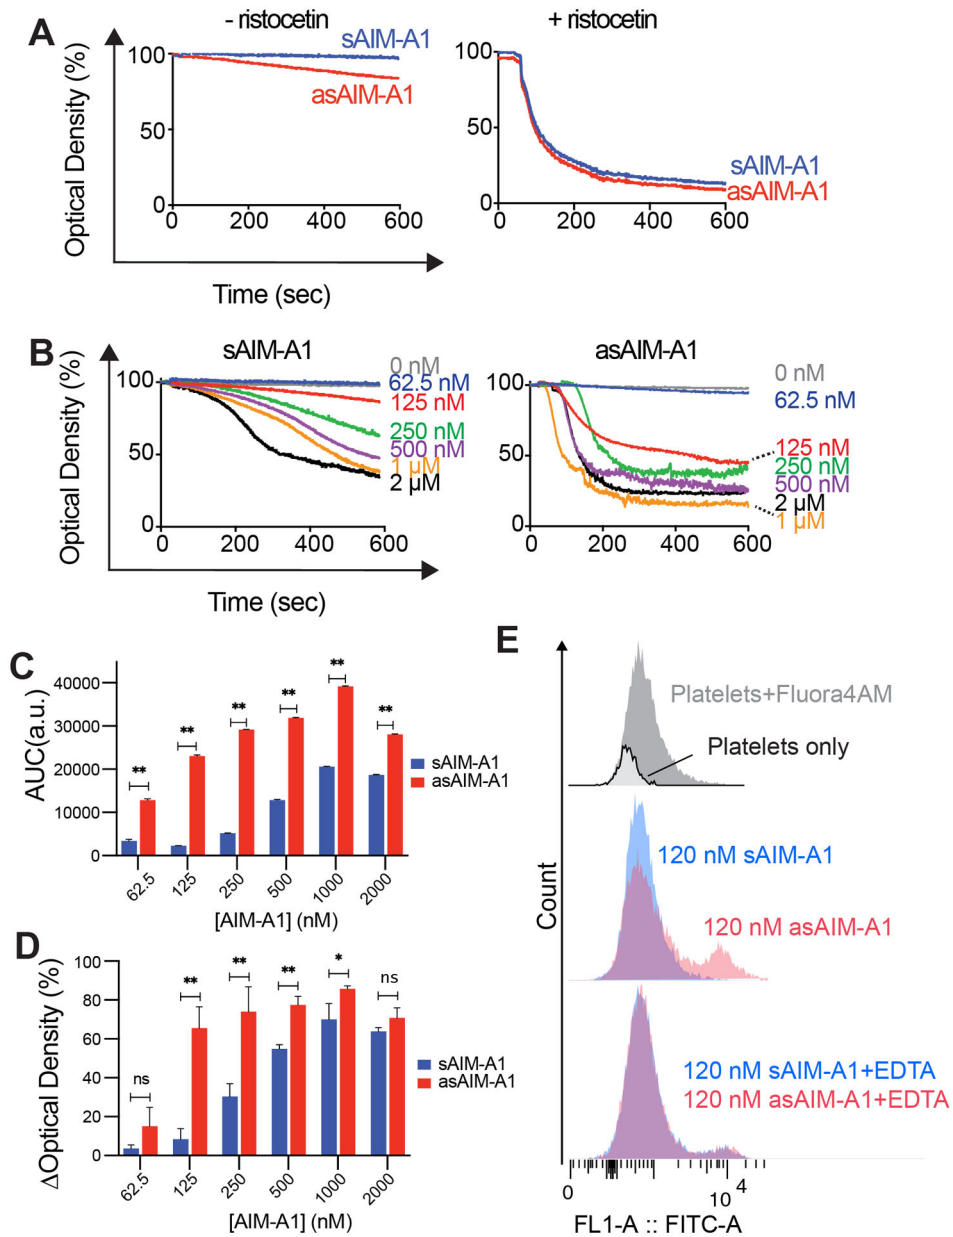 A
- ristocetin
+ ristocetin
Optical Density (%)
100
50
0
0 200 400 600
sAIM-A1
asAIM-A1
100
50
0
0 200 400 600
sAIM-A1
asAIM-A1
Time (sec)
B
sAIM-A1
asAIM-A1
Optical Density (%)
100
50
0
0 200 400 600
0 nM
62.5 nM
125 nM
250 nM
500 nM
1 µM
2 µM
100
50
0
0 200 400 600
0 nM
62.5 nM
125 nM
250 nM
500 nM
2 µM
1 µM
Time (sec)
C
AUC(a.u.)
40000
30000
20000
10000
0
** ** ** ** ** **
sAIM-A1
asAIM-A1
62.5 125 250 500 1000 2000
[AIM-A1] (nM)
D
ΔOptical Density (%)
100
80
60
40
20
0
ns ** ** ** * ns
sAIM-A1
asAIM-A1
62.5 125 250 500 1000 2000
[AIM-A1] (nM)
E
Count
Platelets+Fluora4AM
Platelets only
120 nM sAIM-A1
120 nM asAIM-A1
120 nM sAIM-A1+EDTA
120 nM asAIM-A1+EDTA
0 10 4
FL1-A :: FITC-A